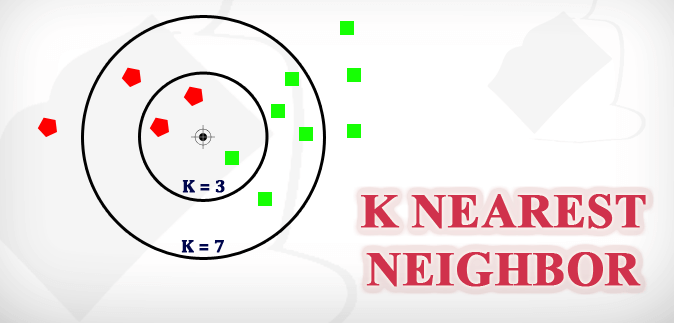 K = 3
K = 7
K NEAREST
NEIGHBOR